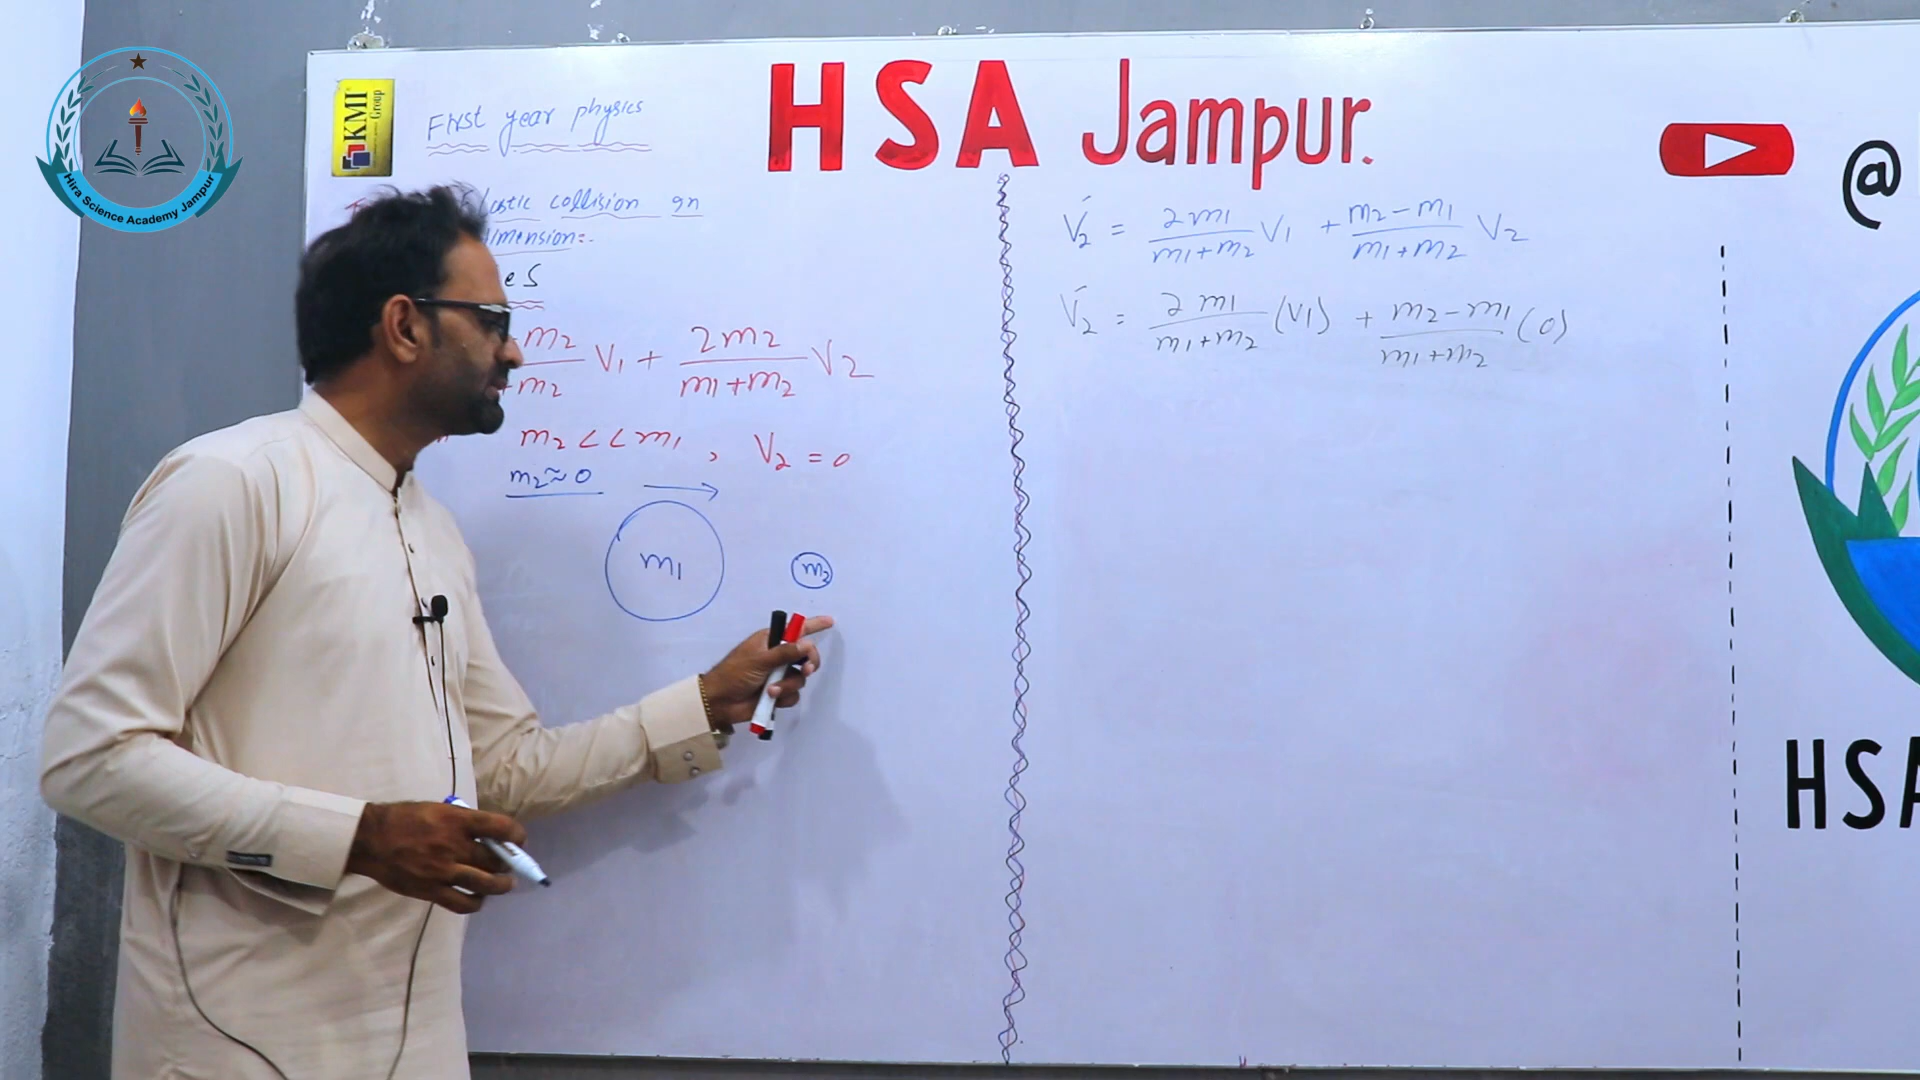 Hira Science Academy Jampur
KMI
Group
First year physics
HSA Jampur.
@
Elastic collision in
dimension:-
V₂′ = 2m₁/m₁+m₂ V₁ + m₂-m₁/m₁+m₂ V₂
V₂′ = 2m₁/m₁+m₂ (V₁) + m₂-m₁/m₁+m₂ (0)
m₂/m₂ V₁ + 2m₂/m₁+m₂ V₂
m₂ << m₁, V₂ = 0
m₂ ≈ 0
→
m₁
m₂
HSA